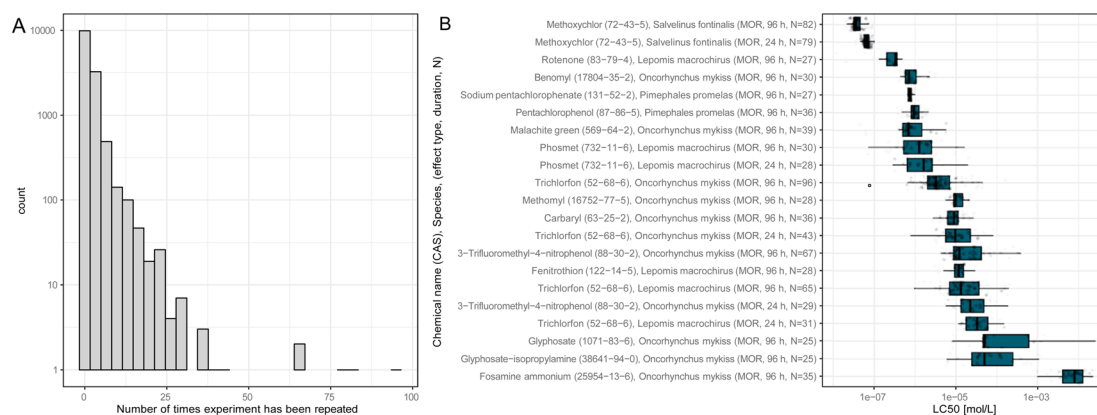 A
10000
1000
100
10
1
count
0
25
50
75
100
Number of times experiment has been repeated
B
Chemical name (CAS), Species, (effect type, duration, N)
Methoxychlor (72−43−5), Salvelinus fontinalis (MOR, 96 h, N=82)
Methoxychlor (72−43−5), Salvelinus fontinalis (MOR, 24 h, N=79)
Rotenone (83−79−4), Lepomis macrochirus (MOR, 96 h, N=27)
Benomyl (17804−35−2), Oncorhynchus mykiss (MOR, 96 h, N=30)
Sodium pentachlorophenate (131−52−2), Pimephales promelas (MOR, 96 h, N=27)
Pentachlorophenol (87−86−5), Pimephales promelas (MOR, 96 h, N=36)
Malachite green (569−64−2), Oncorhynchus mykiss (MOR, 96 h, N=39)
Phosmet (732−11−6), Lepomis macrochirus (MOR, 96 h, N=30)
Phosmet (732−11−6), Lepomis macrochirus (MOR, 24 h, N=28)
Trichlorfon (52−68−6), Oncorhynchus mykiss (MOR, 96 h, N=96)
Methomyl (16752−77−5), Oncorhynchus mykiss (MOR, 96 h, N=28)
Carbaryl (63−25−2), Oncorhynchus mykiss (MOR, 96 h, N=36)
Trichlorfon (52−68−6), Oncorhynchus mykiss (MOR, 24 h, N=43)
3−Trifluoromethyl−4−nitrophenol (88−30−2), Oncorhynchus mykiss (MOR, 96 h, N=67)
Fenitrothion (122−14−5), Lepomis macrochirus (MOR, 96 h, N=28)
Trichlorfon (52−68−6), Lepomis macrochirus (MOR, 96 h, N=65)
3−Trifluoromethyl−4−nitrophenol (88−30−2), Oncorhynchus mykiss (MOR, 24 h, N=29)
Trichlorfon (52−68−6), Lepomis macrochirus (MOR, 24 h, N=31)
Glyphosate (1071−83−6), Oncorhynchus mykiss (MOR, 96 h, N=25)
Glyphosate−isopropylamine (38641−94−0), Oncorhynchus mykiss (MOR, 96 h, N=25)
Fosamine ammonium (25954−13−6), Oncorhynchus mykiss (MOR, 96 h, N=35)
1e−07
1e−05
1e−03
LC50 [mol/L]